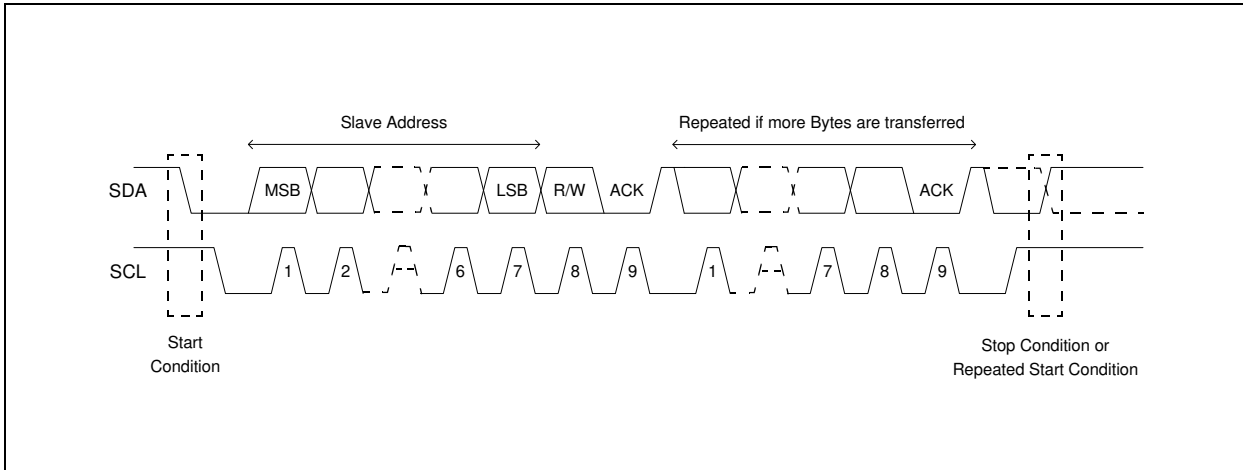 Slave Address
Repeated if more Bytes are transferred
SDA
MSB
LSB
R/W
ACK
ACK
SCL
1
2
6
7
8
9
1
7
8
9
Start
Condition
Stop Condition or
Repeated Start Condition